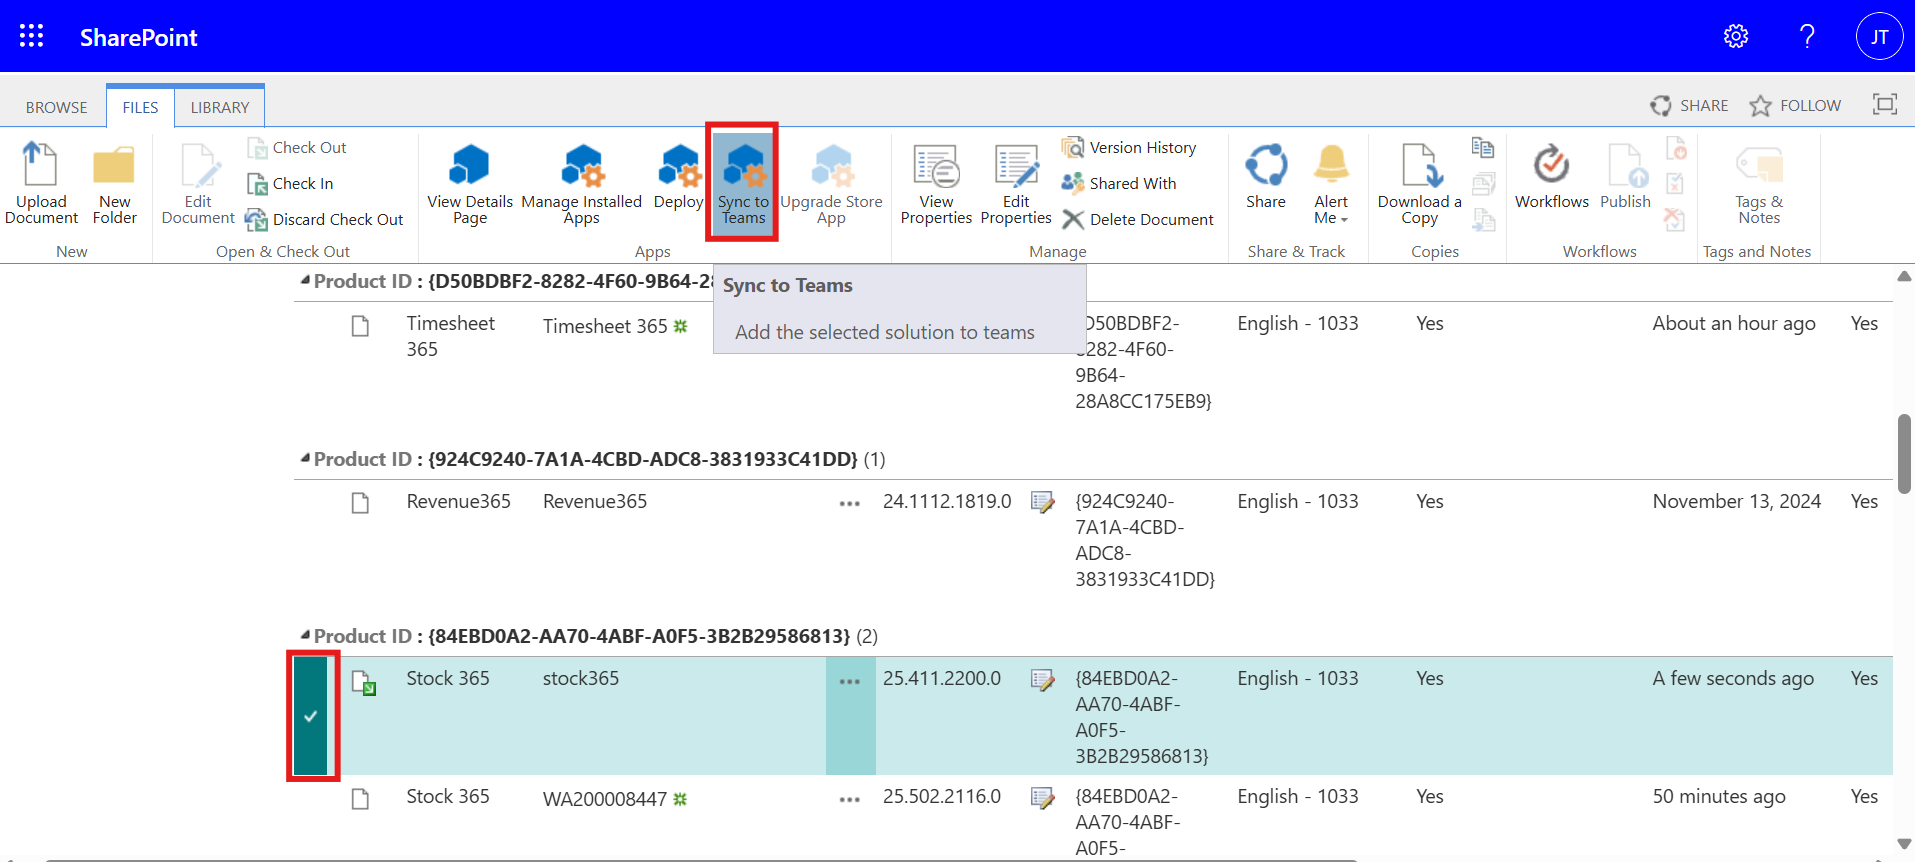 SharePoint
JT
BROWSE FILES LIBRARY SHARE FOLLOW
Upload Document
New Folder
New
Edit Document
Check Out
Check In
Discard Check Out
Open & Check Out
View Details Page
Manage Installed Apps
Deploy
Sync to Teams
Upgrade Store App
Apps
View Properties
Edit Properties
Version History
Shared With
Delete Document
Manage
Share
Alert Me
Share & Track
Download a Copy
Copies
Workflows
Publish
Workflows
Tags & Notes
Tags and Notes
Product ID : {D50BDBF2-8282-4F60-9B64-28
Sync to Teams
Add the selected solution to teams
Timesheet 365
Timesheet 365
D50BDBF2-
8282-4F60-
9B64-
28A8CC175EB9}
English - 1033
Yes
About an hour ago
Yes
Product ID : {924C9240-7A1A-4CBD-ADC8-3831933C41DD} (1)
Revenue365
Revenue365
24.1112.1819.0
{924C9240-
7A1A-4CBD-
ADC8-
3831933C41DD}
English - 1033
Yes
November 13, 2024
Yes
Product ID : {84EBD0A2-AA70-4ABF-A0F5-3B2B29586813} (2)
Stock 365
stock365
25.411.2200.0
{84EBD0A2-
AA70-4ABF-
A0F5-
3B2B29586813}
English - 1033
Yes
A few seconds ago
Yes
Stock 365
WA200008447
25.502.2116.0
{84EBD0A2-
AA70-4ABF-
A0F5-
English - 1033
Yes
50 minutes ago
Yes